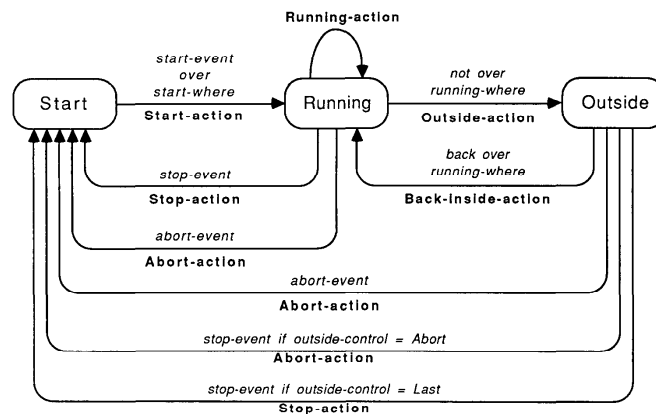 Running-action
start-event
over
start-where
Start-action
not over
running-where
Outside-action
Start
Running
Outside
stop-event
Stop-action
back over
running-where
Back-inside-action
abort-event
Abort-action
abort-event
Abort-action
stop-event if outside-control = Abort
Abort-action
stop-event if outside-control = Last
Stop-action